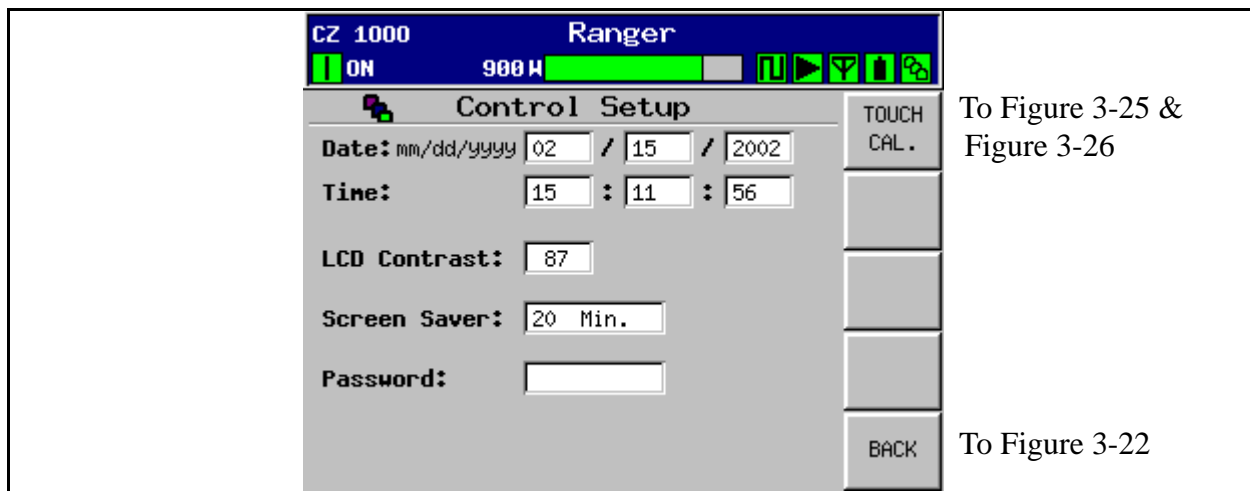 CZ 1000 Ranger
ON 900 W
Control Setup
TOUCH CAL.
To Figure 3-25 &
Figure 3-26
Date: mm/dd/yyyy 02 / 15 / 2002
Time: 15 : 11 : 56
LCD Contrast: 87
Screen Saver: 20 Min.
Password:
BACK
To Figure 3-22